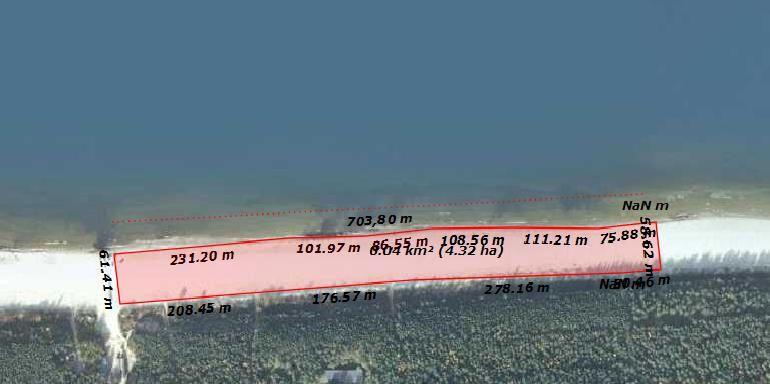 NaN m
703,80 m
231.20 m
101.97 m
86.55 m
108.56 m
111.21 m
75.88 m
0.04 km² (4.32 ha)
61.41 m
208.45 m
176.57 m
278.16 m
NaN m